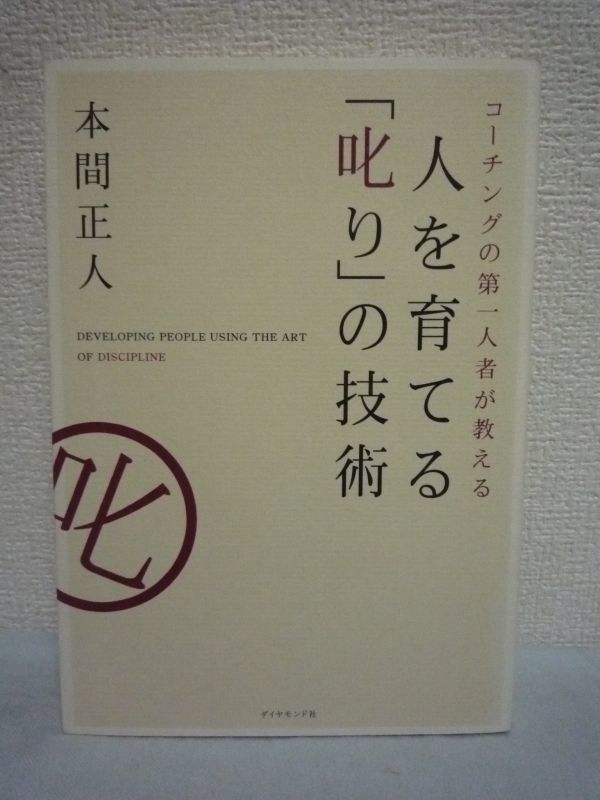 コーチングの第一人者が教える
人を育てる
「叱り」の技術
本間正人
DEVELOPING PEOPLE USING THE ART
OF DISCIPLINE
叱
ダイヤモンド社